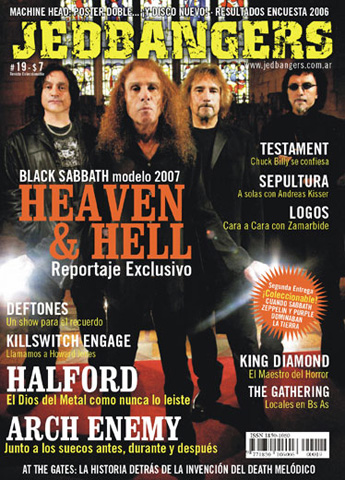 MACHINE HEAD: POSTER DOBLE... ¡Y DISCO NUEVO! - RESULTADOS ENCUESTA 2006
JEDBANGERS
#19-$7
www.jedbangers.com.ar
TESTAMENT
Chuck Billy se confiesa
SEPULTURA
A solas con Andreas Kisser
LOGOS
Cara a Cara con Zamarbide
BLACK SABBATH modelo 2007
HEAVEN
& HELL
Reportaje Exclusivo
Segunda Entrega
¡Coleccionable!
CUANDO SABBATH
ZEPPELIN Y PURPLE
DOMINABAN
LA TIERRA
DEFTONES
Un show para el recuerdo
KILLSWITCH ENGAGE
Llamamos a Howard Jones
HALFORD
El Dios del Metal como nunca lo leiste
ARCH ENEMY
Junto a los suecos antes, durante y después
KING DIAMOND
El Maestro del Horror
THE GATHERING
Locales en Bs As
AT THE GATES: LA HISTORIA DETRÁS DE LA INVENCIÓN DEL DEATH MELÓDICO